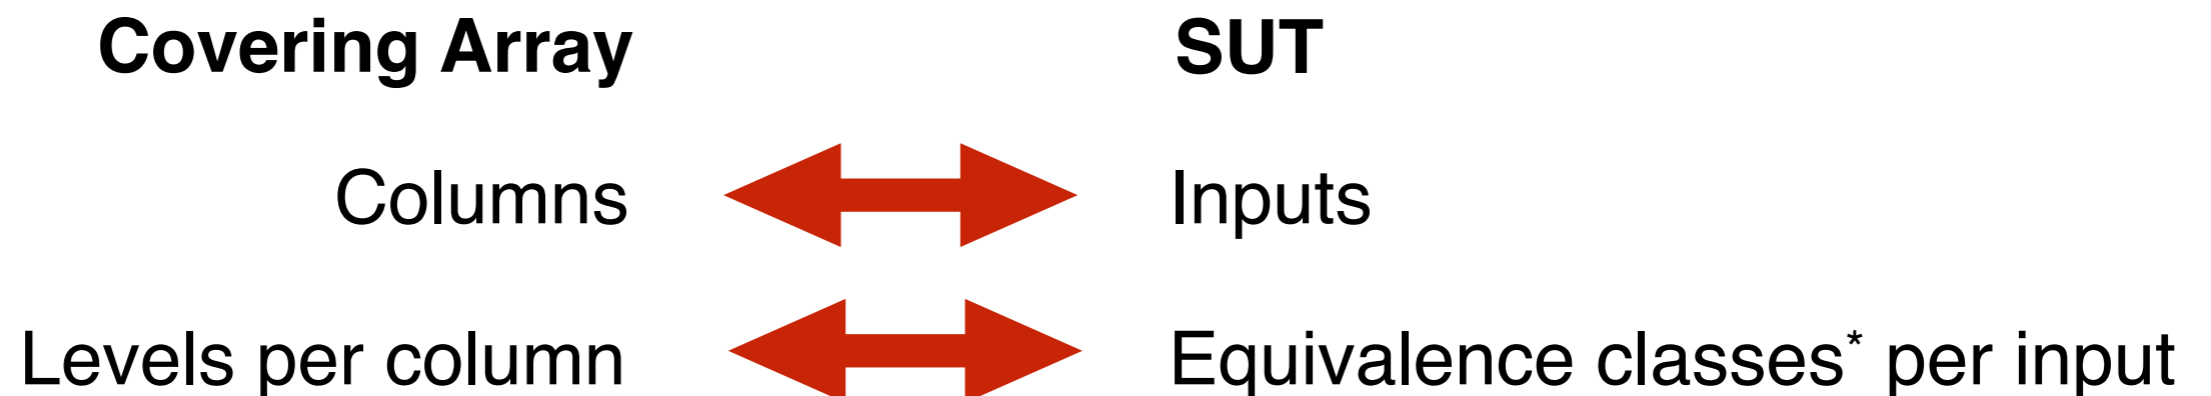 Covering Array SUT
Columns Inputs
Levels per column Equivalence classes* per input